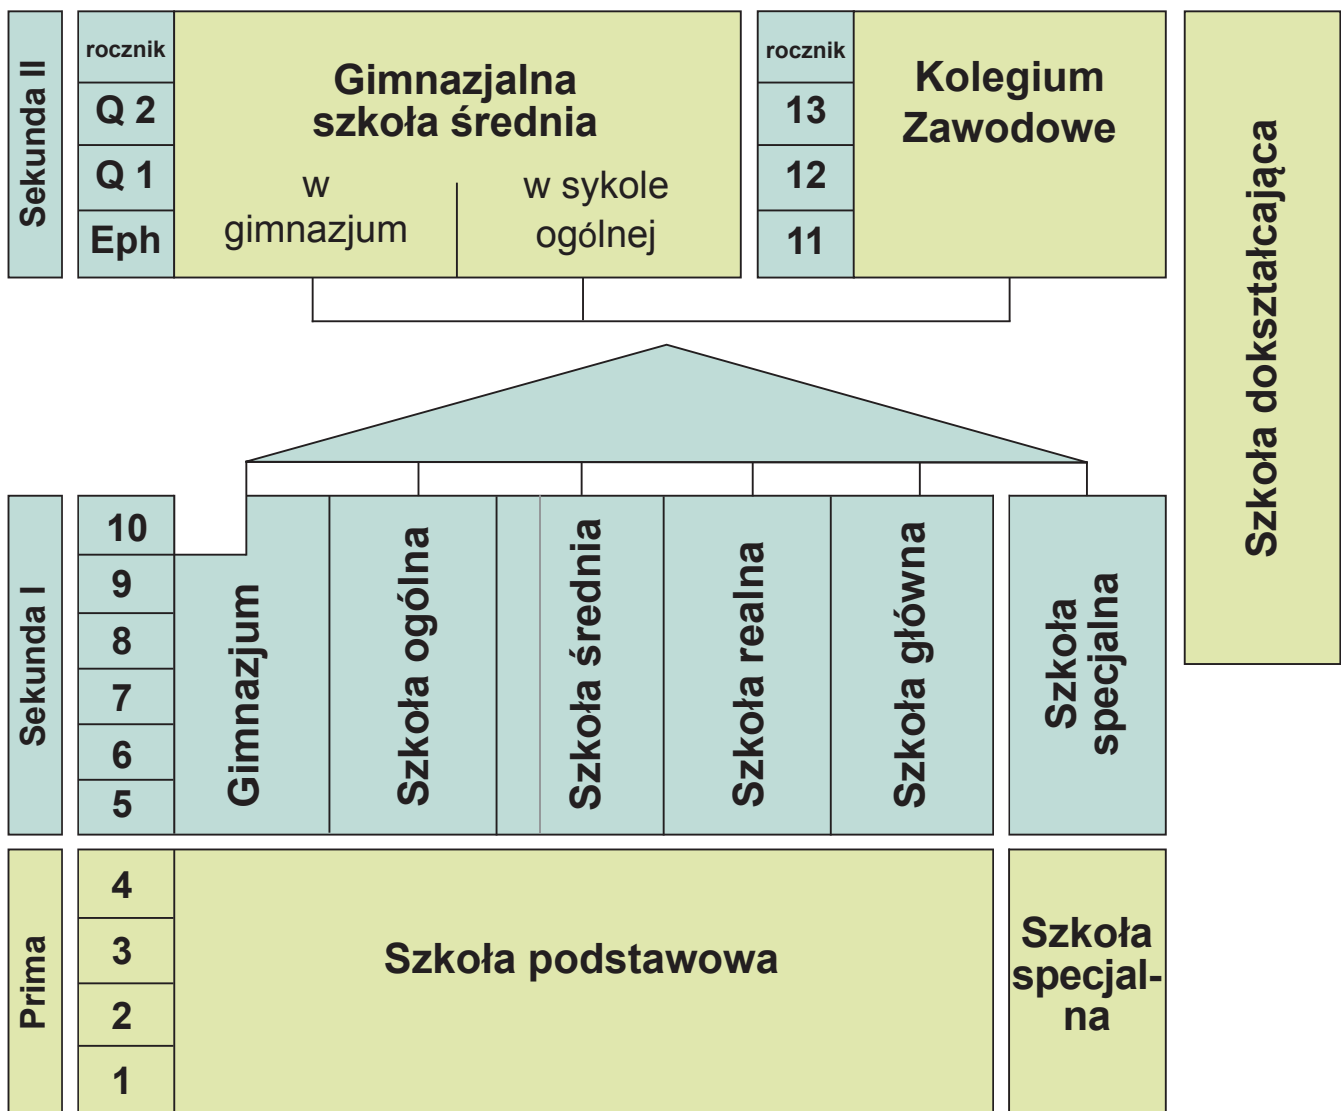 Sekunda II
rocznik
Q 2
Q 1
Eph
Gimnazjalna
szkoła średnia
w
gimnazjum
w sykole
ogólnej
rocznik
13
12
11
Kolegium
Zawodowe
Szkoła dokształcająca
Sekunda I
10
9
8
7
6
5
Gimnazjum
Szkoła ogólna
Szkoła średnia
Szkoła realna
Szkoła główna
Szkoła
specjalna
Prima
4
3
2
1
Szkoła podstawowa
Szkoła
specjal-
na